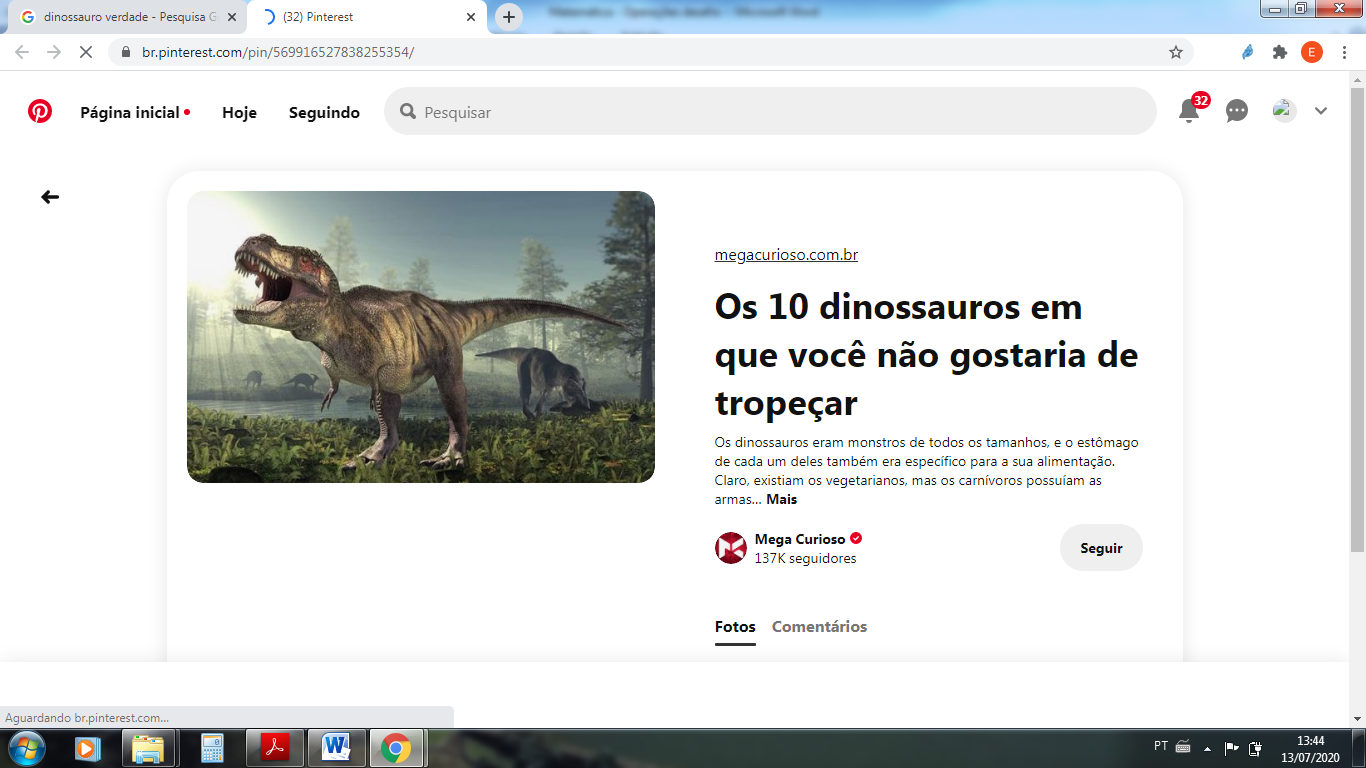 dinossauro verdade - Pesquisa G
(32) Pinterest
br.pinterest.com/pin/569916527838255354/
E
Página inicial
Hoje
Seguindo
Pesquisar
32
megacurioso.com.br
Os 10 dinossauros em
que você não gostaria de
tropeçar
Os dinossauros eram monstros de todos os tamanhos, e o estômago
de cada um deles também era específico para a sua alimentação.
Claro, existiam os vegetarianos, mas os carnívoros possuíam as
armas... Mais
Mega Curioso
137K seguidores
Seguir
Fotos
Comentários
Aguardando br.pinterest.com...
PT
13:44
13/07/2020